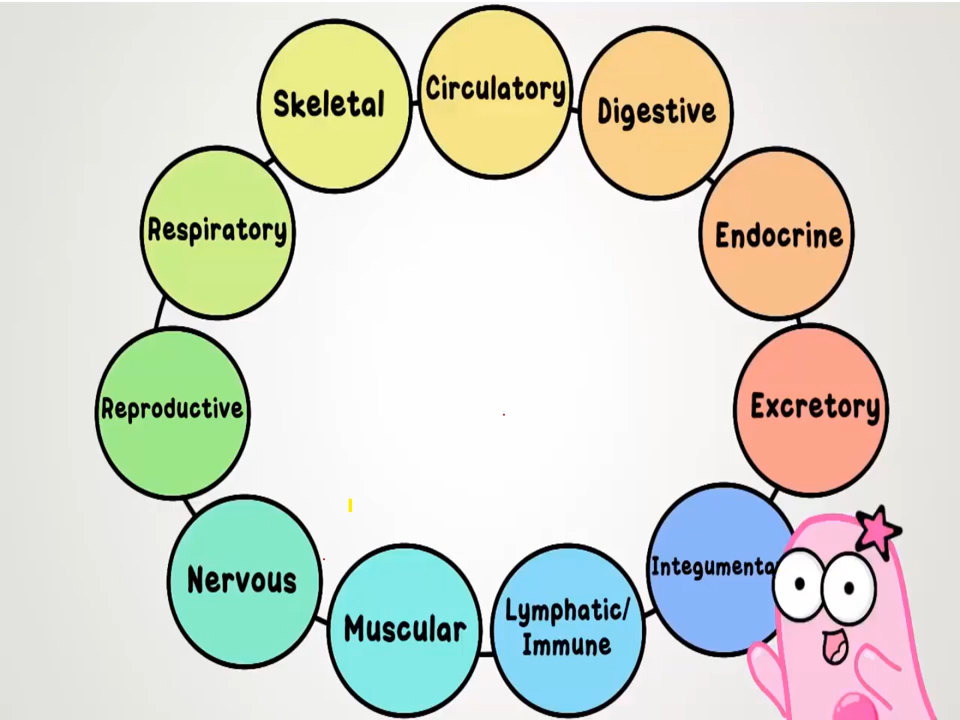 Circulatory
Digestive
Endocrine
Excretory
Integumenta
Lymphatic/
Immune
Muscular
Nervous
Reproductive
Respiratory
Skeletal